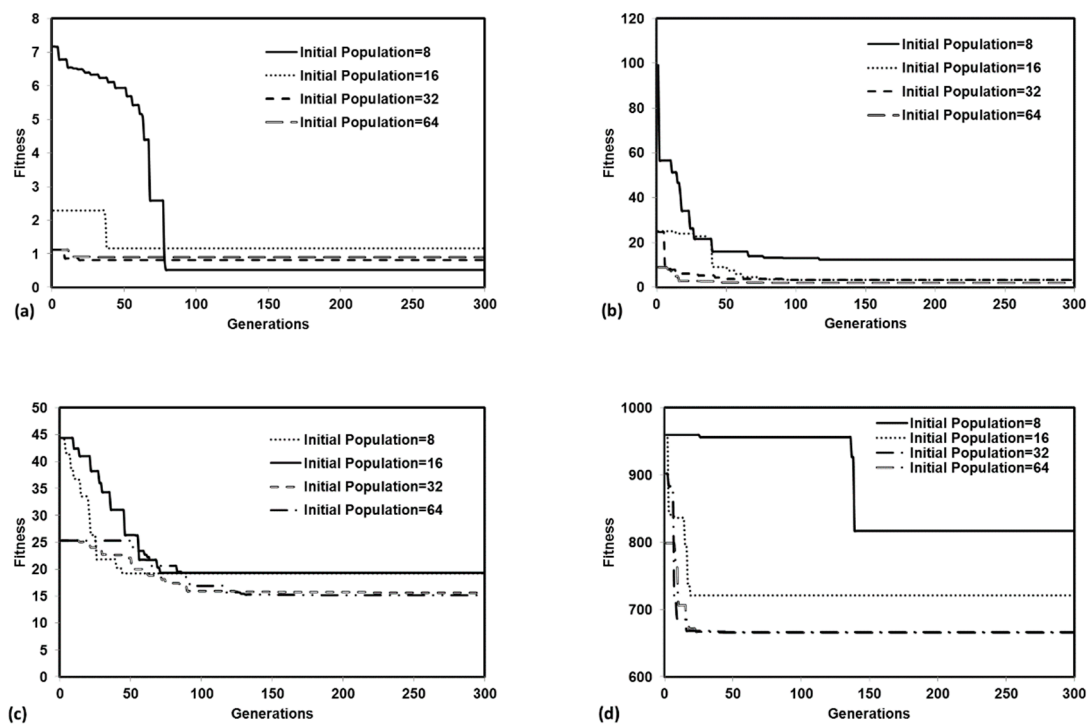 8
7
6
5
4
3
2
1
0
Fitness
Initial Population=8
Initial Population=16
Initial Population=32
Initial Population=64
0 50 100 150 200 250 300
Generations
(a)
120
100
80
60
40
20
0
Fitness
Initial Population=8
Initial Population=16
Initial Population=32
Initial Population=64
0 50 100 150 200 250 300
Generations
(b)
50
45
40
35
30
25
20
15
10
5
0
Fitness
Initial Population=8
Initial Population=16
Initial Population=32
Initial Population=64
0 50 100 150 200 250 300
Generations
(c)
1000
900
800
700
600
Fitness
Initial Population=8
Initial Population=16
Initial Population=32
Initial Population=64
0 50 100 150 200 250 300
Generations
(d)